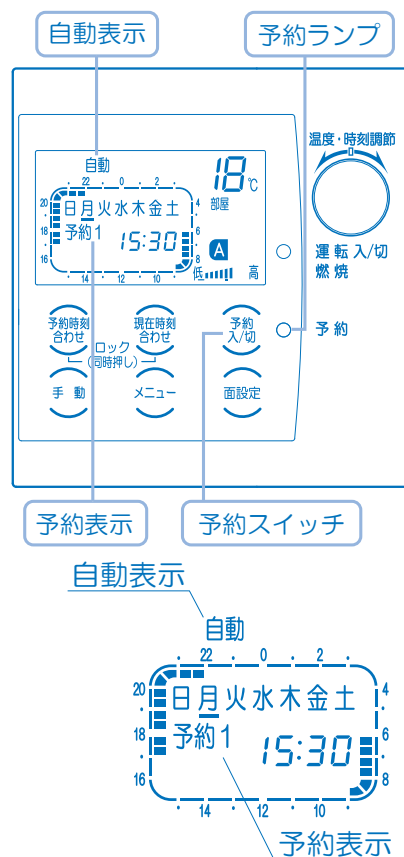 自動表示
予約ランプ
温度・時刻調節
自動
18℃
部屋
・ 22 ・ 0 ・ 2 ・
20 ・ 18 ・ 16
4 ・ 6 ・ 8
日月火水木金土
予約1
15:30
A
・ 14 ・ 12 ・ 10 ・
低 高
運転 入/切
燃焼
予約時刻
合わせ
現在時刻
合わせ
予約
入/切
予約
ロック
(同時押し)
手動
メニュー
面設定
予約表示
予約スイッチ
自動表示
自動
・ 22 ・ 0 ・ 2 ・
20 ・ 18 ・ 16
4 ・ 6 ・ 8
日月火水木金土
予約1
15:30
・ 14 ・ 12 ・ 10 ・
予約表示